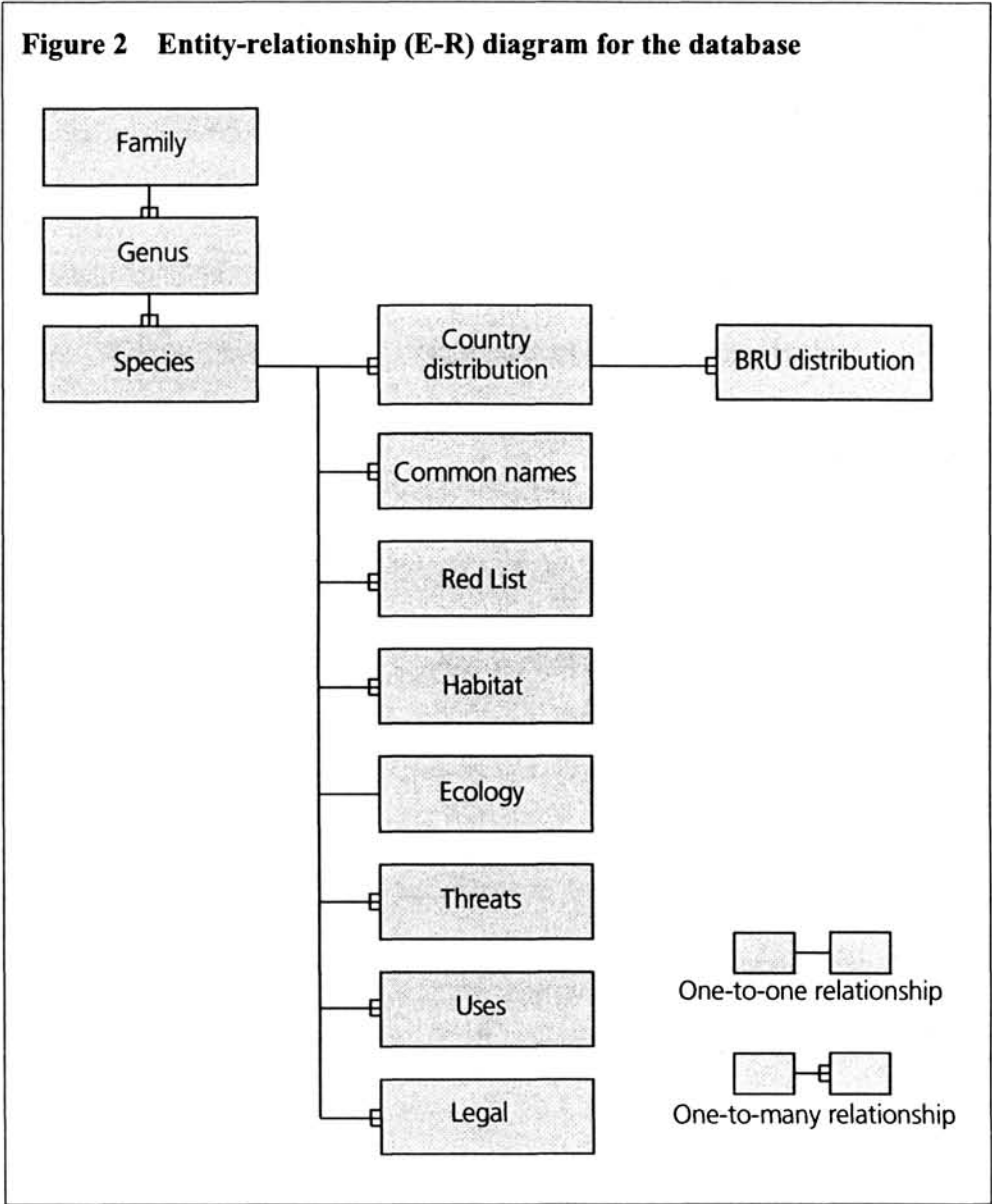 Figure 2 Entity-relationship (E-R) diagram for the database
Family
Genus
Species
Country
distribution
BRU distribution
Common names
Red List
Habitat
Ecology
Threats
Uses
Legal
One-to-one relationship
One-to-many relationship